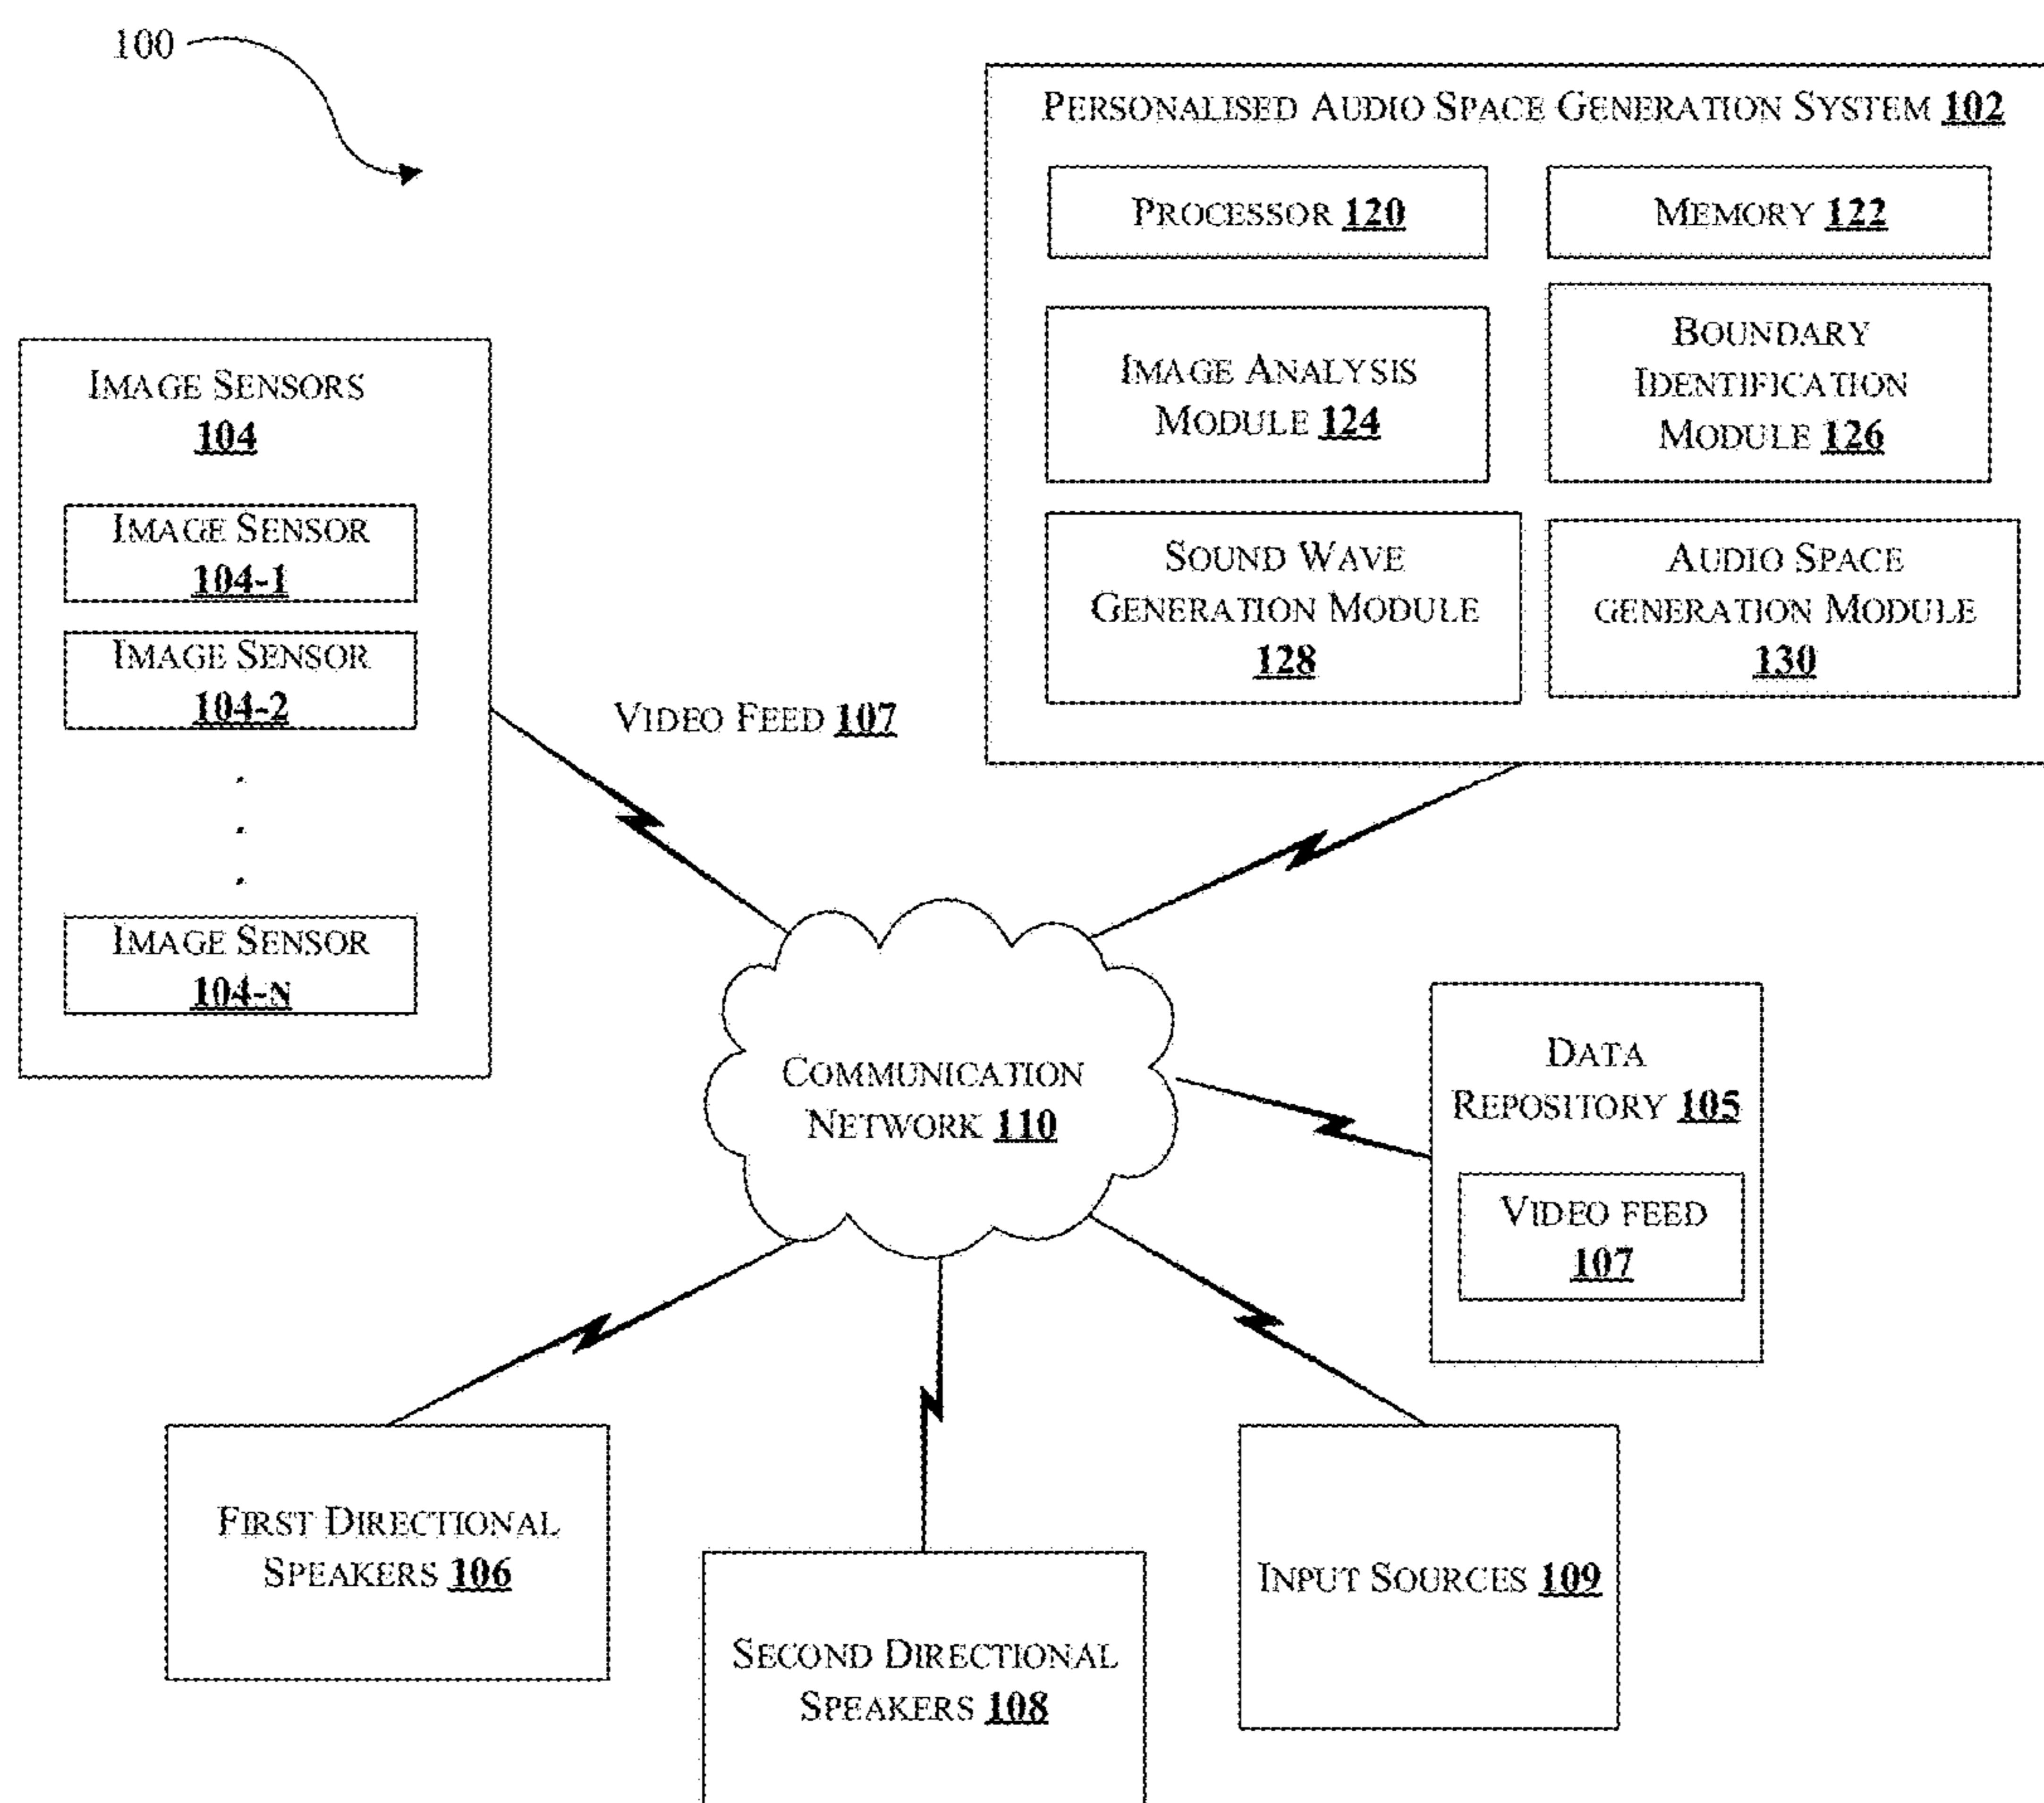 100
PERSONALISED AUDIO SPACE GENERATION SYSTEM 102
PROCESSOR 120
MEMORY 122
IMAGE ANALYSIS
MODULE 124
BOUNDARY
IDENTIFICATION
MODULE 126
SOUND WAVE
GENERATION MODULE
128
AUDIO SPACE
GENERATION MODULE
130
IMAGE SENSORS
104
IMAGE SENSOR
104-1
IMAGE SENSOR
104-2
.
.
.
IMAGE SENSOR
104-N
VIDEO FEED 107
COMMUNICATION
NETWORK 110
DATA
REPOSITORY 105
VIDEO FEED
107
FIRST DIRECTIONAL
SPEAKERS 106
SECOND DIRECTIONAL
SPEAKERS 108
INPUT SOURCES 109